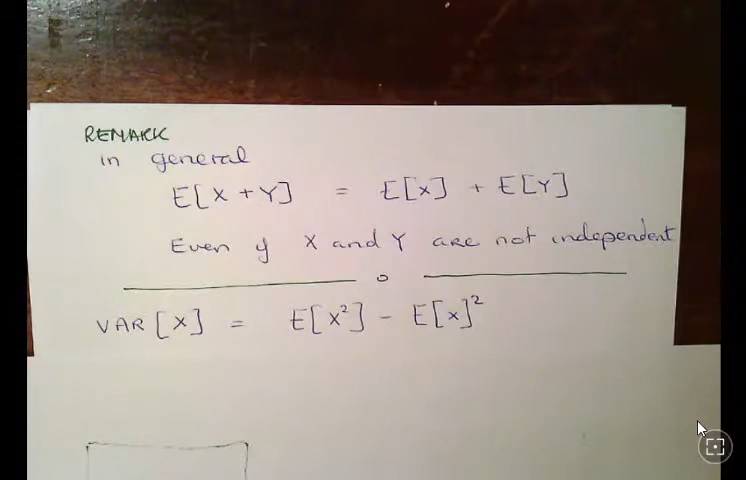 REMARK
in general
E[X + Y] = E[X] + E[Y]
Even if X and Y are not independent
VAR[X] = E[X²] - E[X]²